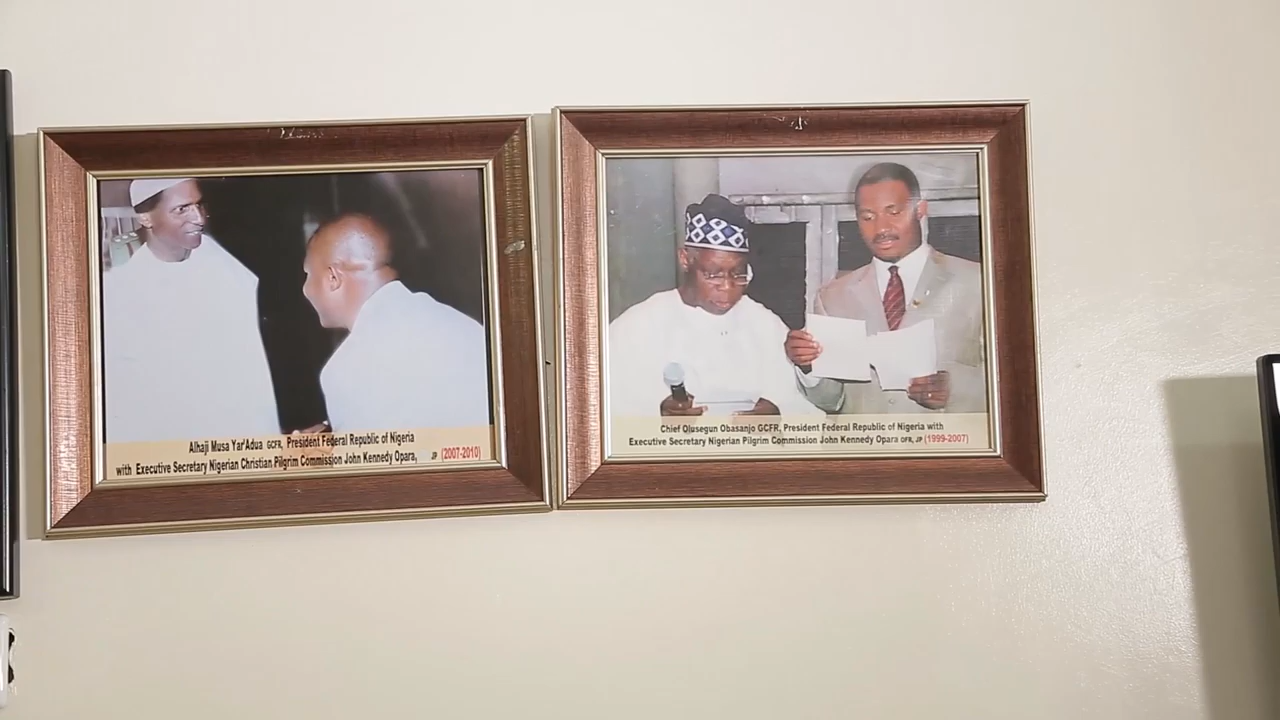 Alhaji Musa Yar'Adua GCFR, President Federal Republic of Nigeria
with Executive Secretary Nigerian Christian Pilgrim Commission John Kennedy Opara, JP (2007-2010)
Chief Olusegun Obasanjo GCFR, President Federal Republic of Nigeria with
Executive Secretary Nigerian Pilgrim Commission John Kennedy Opara OFR, JP (1999-2007)